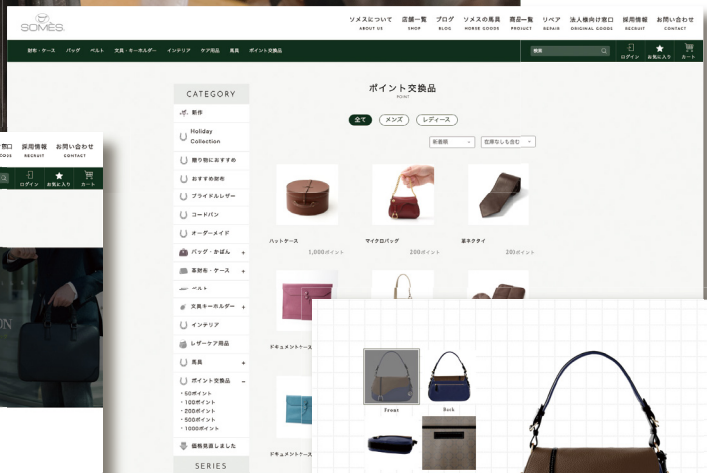 SOMÈS
ソメスについて 店舗一覧 ブログ ソメスの馬具 商品一覧 リペア 法人様向け窓口 採用情報 お問い合わせ
ABOUT US SHOP BLOG HORSE GOODS PRODUCT REPAIR ORIGINAL GOODS RECRUIT CONTACT
財布・ケース バッグ ベルト 文具・キーホルダー インテリア ケア用品 馬具 ポイント交換品
検索
ログイン お気に入り カート
窓口 採用情報 お問い合わせ
RECRUIT CONTACT
ログイン お気に入り カート
ポイント交換品
POINT
全て メンズ レディース
新着順 在庫なしも含む
CATEGORY
新作
Holiday
Collection
贈り物におすすめ
おすすめ財布
ブライドルレザー
コードバン
オーダーメイド
バッグ・かばん +
革財布・ケース +
ベルト
文具キーホルダー +
インテリア
レザーケア用品
馬具 +
ポイント交換品 −
・50ポイント
・100ポイント
・200ポイント
・500ポイント
・1000ポイント
価格見直しました
SERIES
ハットケース
1,000ポイント
マイクロバッグ
200ポイント
革ネクタイ
200ポイント
ドキュメントケース
ドキュメントケース
Front Back